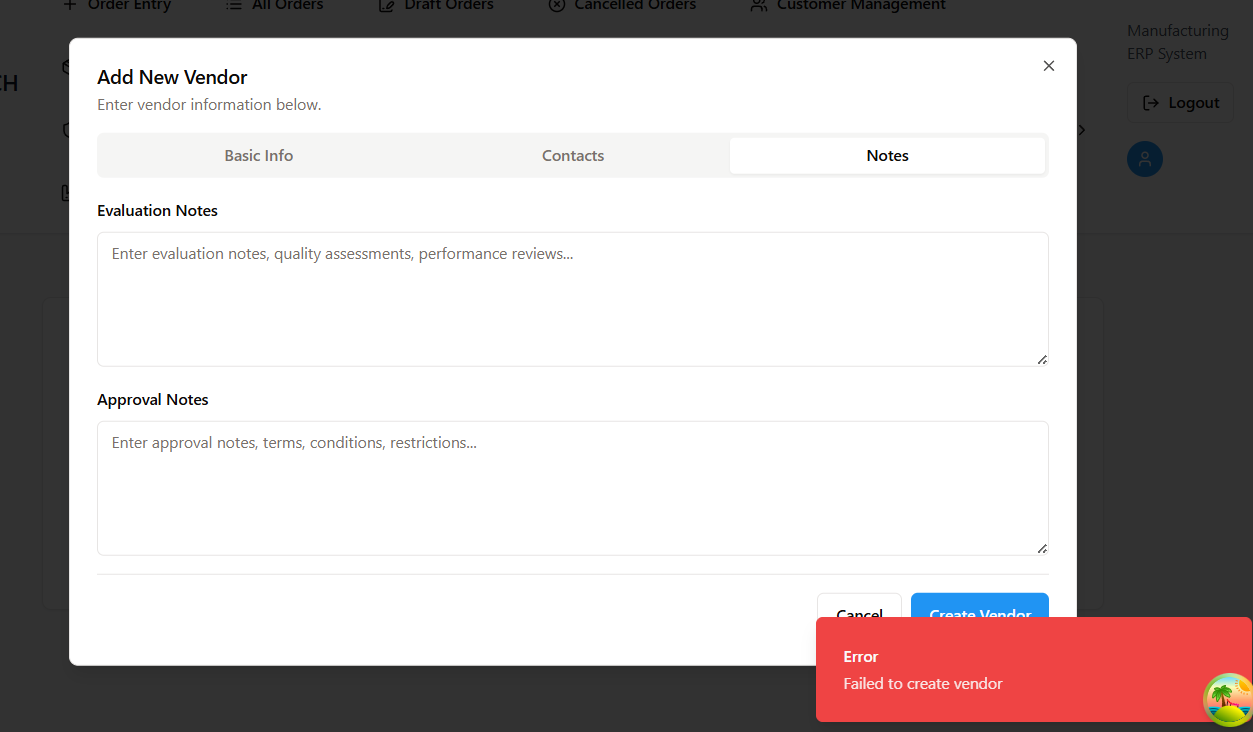 Order Entry
All Orders
Draft Orders
Cancelled Orders
Customer Management
Manufacturing
ERP System
CH
Logout
Add New Vendor
Enter vendor information below.
Basic Info
Contacts
Notes
Evaluation Notes
Enter evaluation notes, quality assessments, performance reviews...
Approval Notes
Enter approval notes, terms, conditions, restrictions...
Cancel
Create Vendor
Error
Failed to create vendor